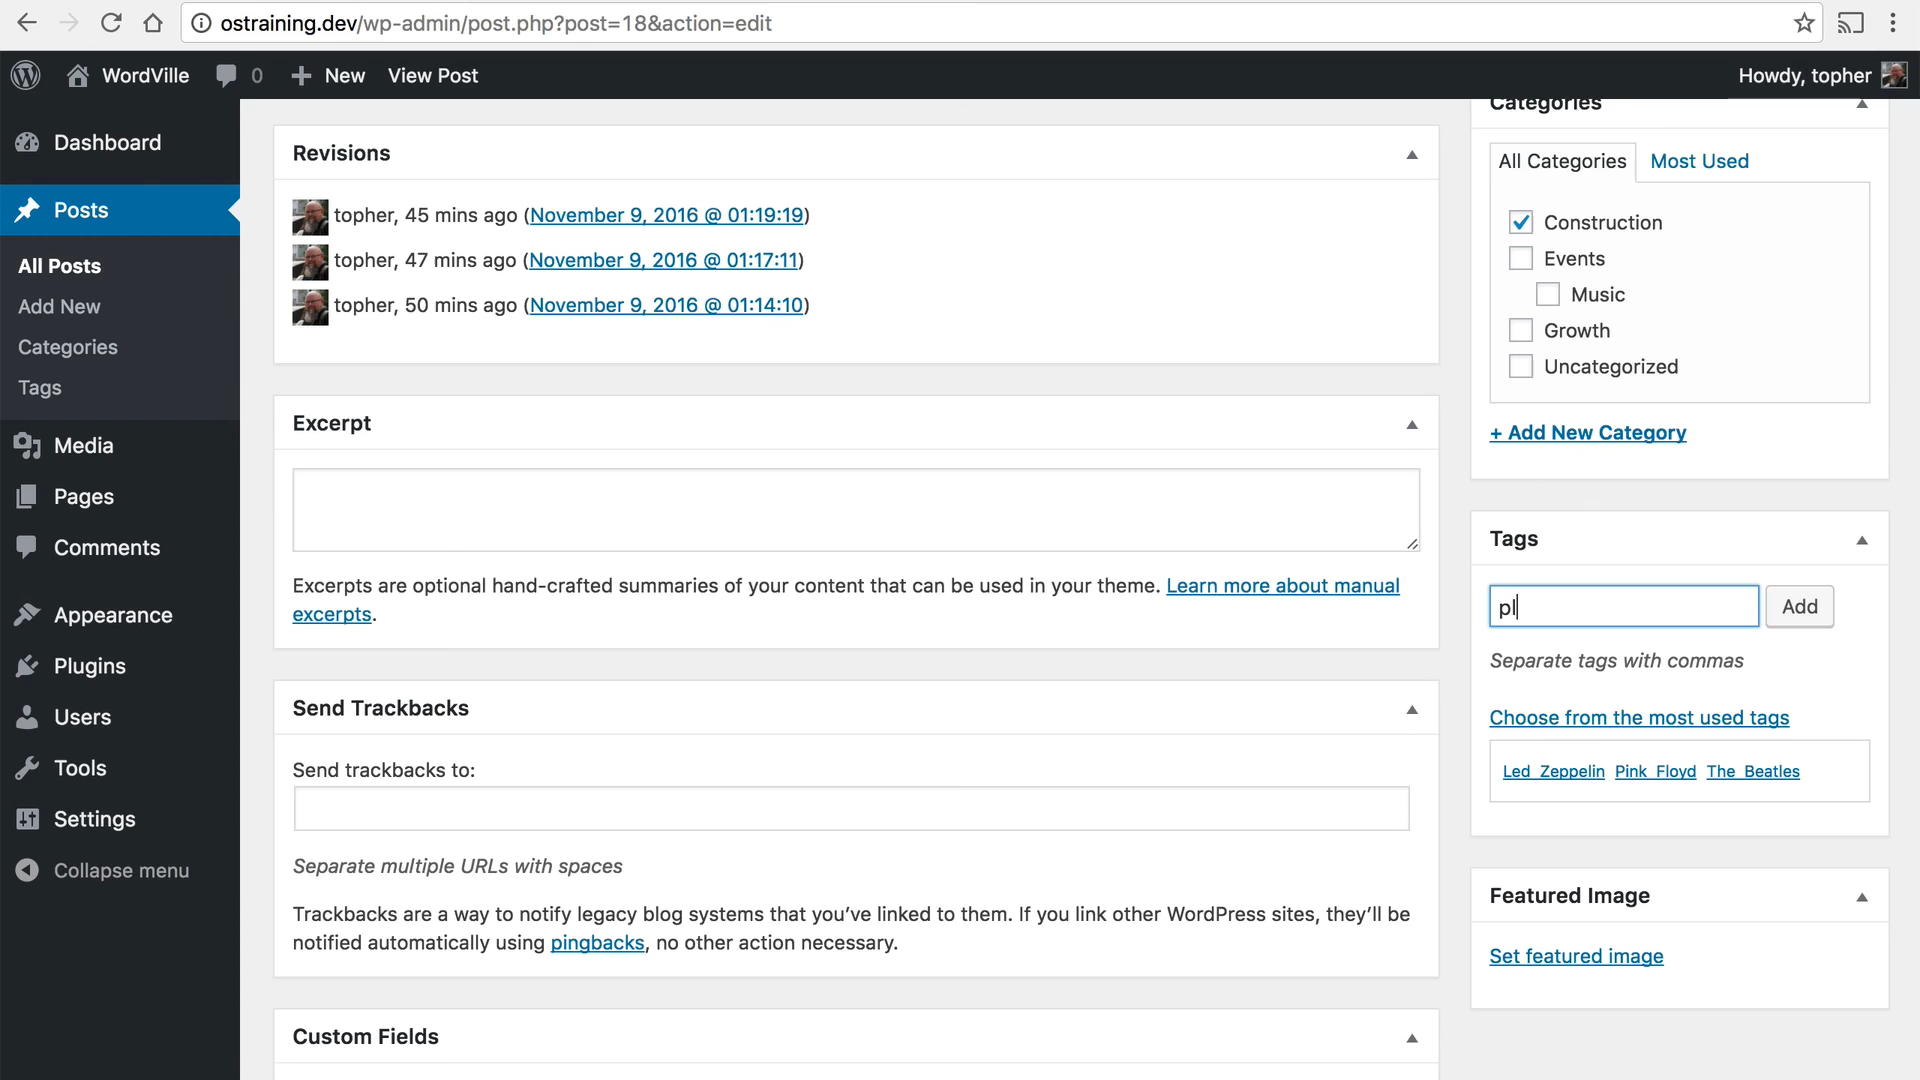 ostraining.dev/wp-admin/post.php?post=18&action=edit
WordVille
0
New
View Post
Howdy, topher
Dashboard
Posts
All Posts
Add New
Categories
Tags
Media
Pages
Comments
Appearance
Plugins
Users
Tools
Settings
Collapse menu
Revisions
topher, 45 mins ago (November 9, 2016 @ 01:19:19)
topher, 47 mins ago (November 9, 2016 @ 01:17:11)
topher, 50 mins ago (November 9, 2016 @ 01:14:10)
Excerpt
Excerpts are optional hand-crafted summaries of your content that can be used in your theme. Learn more about manual
excerpts.
Send Trackbacks
Send trackbacks to:
Separate multiple URLs with spaces
Trackbacks are a way to notify legacy blog systems that you’ve linked to them. If you link other WordPress sites, they’ll be
notified automatically using pingbacks, no other action necessary.
Custom Fields
Categories
All Categories
Most Used
Construction
Events
Music
Growth
Uncategorized
+ Add New Category
Tags
pl
Add
Separate tags with commas
Choose from the most used tags
Led Zeppelin Pink Floyd The Beatles
Featured Image
Set featured image